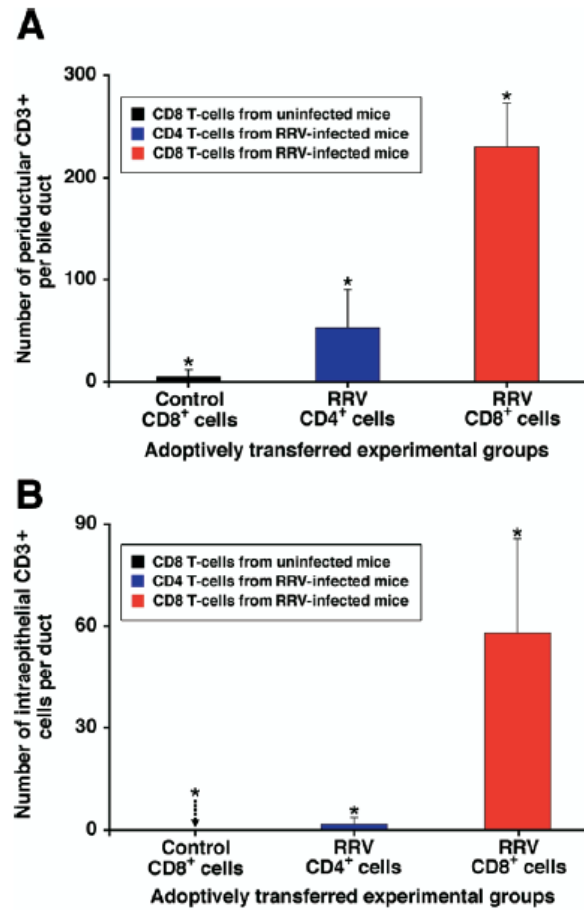 A
Number of periductular CD3+
per bile duct
300
200
100
0
CD8 T-cells from uninfected mice
CD4 T-cells from RRV-infected mice
CD8 T-cells from RRV-infected mice
*
*
*
Control
CD8⁺ cells
RRV
CD4⁺ cells
RRV
CD8⁺ cells
Adoptively transferred experimental groups
B
Number of intraepithelial CD3+
cells per duct
90
60
30
0
CD8 T-cells from uninfected mice
CD4 T-cells from RRV-infected mice
CD8 T-cells from RRV-infected mice
*
*
*
Control
CD8⁺ cells
RRV
CD4⁺ cells
RRV
CD8⁺ cells
Adoptively transferred experimental groups